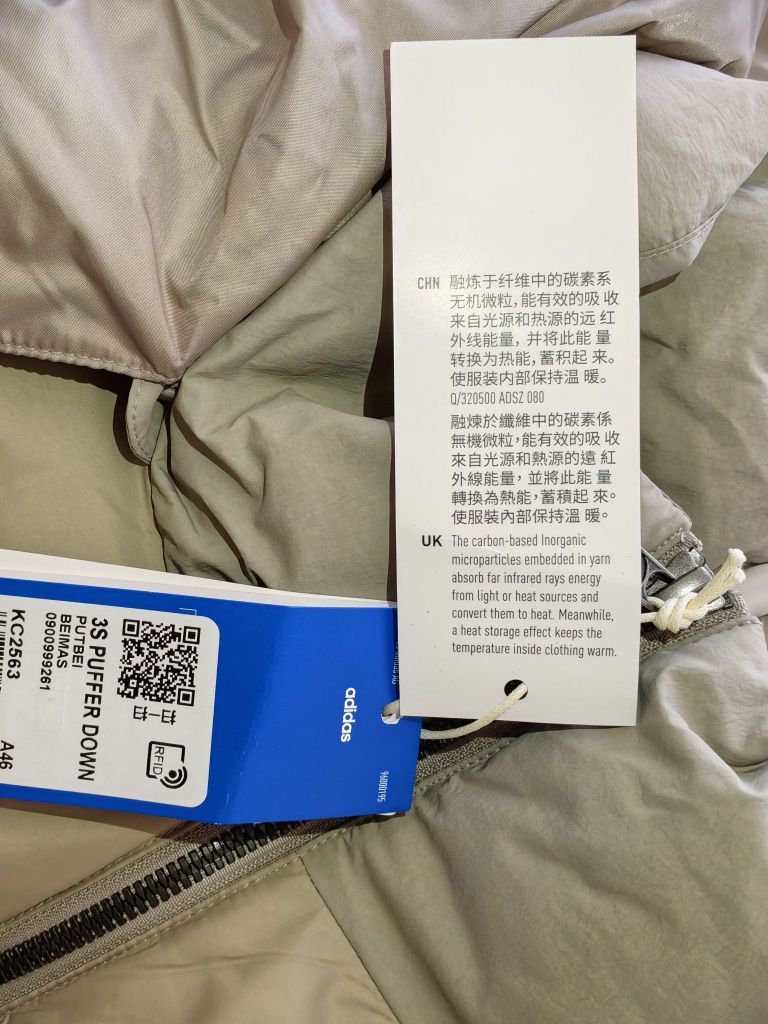 CHN 融炼于纤维中的碳素系
无机微粒,能有效的吸 收
来自光源和热源的远 红
外线能量, 并将此能 量
转换为热能,蓄积起 来。
使服装内部保持温 暖。
Q/320500 ADSZ 080
融煉於纖維中的碳素係
無機微粒,能有效的吸 收
來自光源和熱源的遠 紅
外線能量, 並將此能 量
轉換為熱能,蓄積起 來。
使服裝內部保持溫 暖。
UK The carbon-based Inorganic
microparticles embedded in yarn
absorb far infrared rays energy
from light or heat sources and
convert them to heat. Meanwhile,
a heat storage effect keeps the
temperature inside clothing warm.
扫一扫
RFID
3S PUFFER DOWN
PUTBEI
BEIMAS
0900999261
KC2563
A46
adidas
96000195